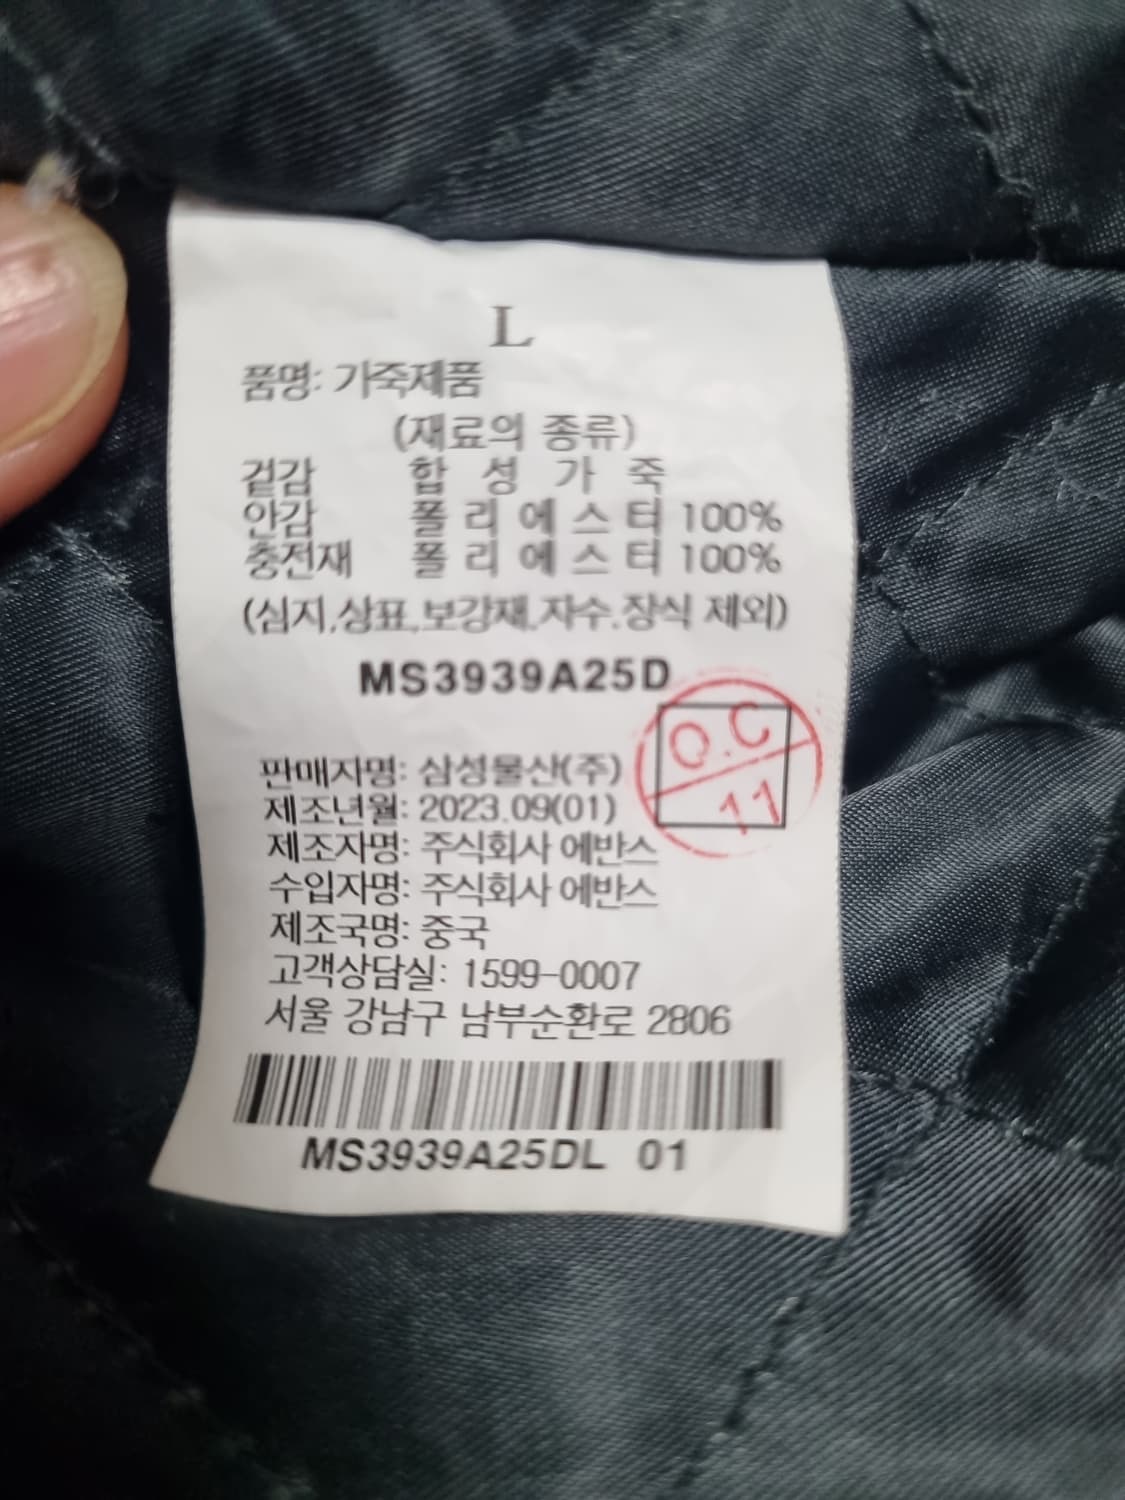 L
품명: 가죽제품
(재료의 종류)
겉감 합 성 가 죽
안감 폴 리 에 스 터 100%
충전재 폴 리 에 스 터 100%
(심지,상표,보강재,자수,장식 제외)
MS3939A25D
Q.C
11
판매자명: 삼성물산(주)
제조년월: 2023.09(01)
제조자명: 주식회사 에반스
수입자명: 주식회사 에반스
제조국명: 중국
고객상담실: 1599-0007
서울 강남구 남부순환로 2806
MS3939A25DL 01